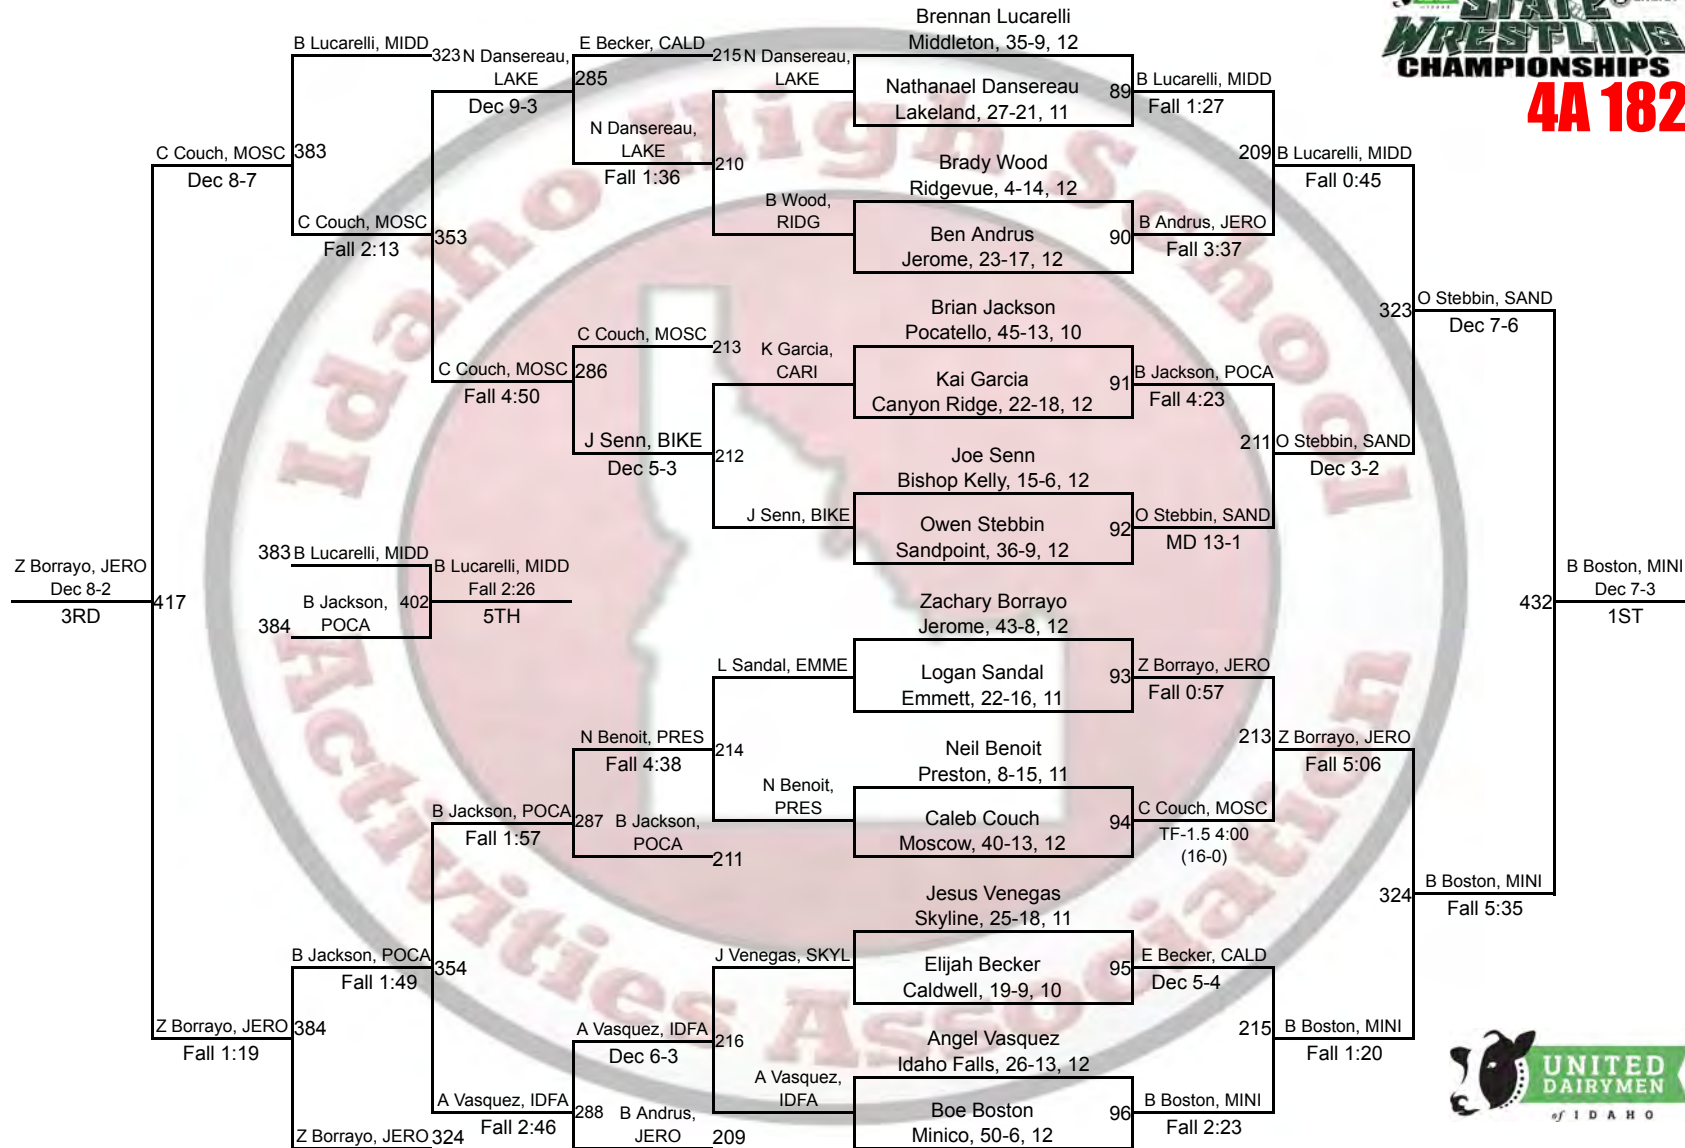 STATE
WRESTLING
CHAMPIONSHIPS
4A 182
Idaho High School
Activities Association
B Lucarelli, MIDD
323
C Couch, MOSC
Dec 8-7
383
C Couch, MOSC
Fall 2:13
353
N Dansereau,
LAKE
Dec 9-3
285
E Becker, CALD
215
N Dansereau,
LAKE
Fall 1:36
210
N Dansereau,
LAKE
B Wood,
RIDG
C Couch, MOSC
Fall 4:50
286
C Couch, MOSC
213
J Senn, BIKE
Dec 5-3
212
K Garcia,
CARI
J Senn, BIKE
Z Borrayo, JERO
Dec 8-2
3RD
417
383
B Lucarelli, MIDD
384
B Jackson,
POCA
402
B Lucarelli, MIDD
Fall 2:26
5TH
L Sandal, EMME
N Benoit, PRES
Fall 4:38
214
N Benoit,
PRES
B Jackson, POCA
Fall 1:57
287
B Jackson,
POCA
211
B Jackson, POCA
Fall 1:49
354
Z Borrayo, JERO
Fall 1:19
384
Z Borrayo, JERO
324
A Vasquez, IDFA
Fall 2:46
288
A Vasquez, IDFA
Dec 6-3
216
B Andrus,
JERO
209
J Venegas, SKYL
A Vasquez,
IDFA
Brennan Lucarelli
Middleton, 35-9, 12
Nathanael Dansereau
Lakeland, 27-21, 11
89
B Lucarelli, MIDD
Fall 1:27
Brady Wood
Ridgevue, 4-14, 12
Ben Andrus
Jerome, 23-17, 12
90
B Andrus, JERO
Fall 3:37
209
B Lucarelli, MIDD
Fall 0:45
Brian Jackson
Pocatello, 45-13, 10
Kai Garcia
Canyon Ridge, 22-18, 12
91
B Jackson, POCA
Fall 4:23
Joe Senn
Bishop Kelly, 15-6, 12
Owen Stebbin
Sandpoint, 36-9, 12
92
O Stebbin, SAND
MD 13-1
211
O Stebbin, SAND
Dec 3-2
323
O Stebbin, SAND
Dec 7-6
Zachary Borrayo
Jerome, 43-8, 12
Logan Sandal
Emmett, 22-16, 11
93
Z Borrayo, JERO
Fall 0:57
Neil Benoit
Preston, 8-15, 11
Caleb Couch
Moscow, 40-13, 12
94
C Couch, MOSC
TF-1.5 4:00
(16-0)
213
Z Borrayo, JERO
Fall 5:06
Jesus Venegas
Skyline, 25-18, 11
Elijah Becker
Caldwell, 19-9, 10
95
E Becker, CALD
Dec 5-4
Angel Vasquez
Idaho Falls, 26-13, 12
Boe Boston
Minico, 50-6, 12
96
B Boston, MINI
Fall 2:23
215
B Boston, MINI
Fall 1:20
324
B Boston, MINI
Fall 5:35
432
B Boston, MINI
Dec 7-3
1ST
UNITED
DAIRYMEN
of IDAHO